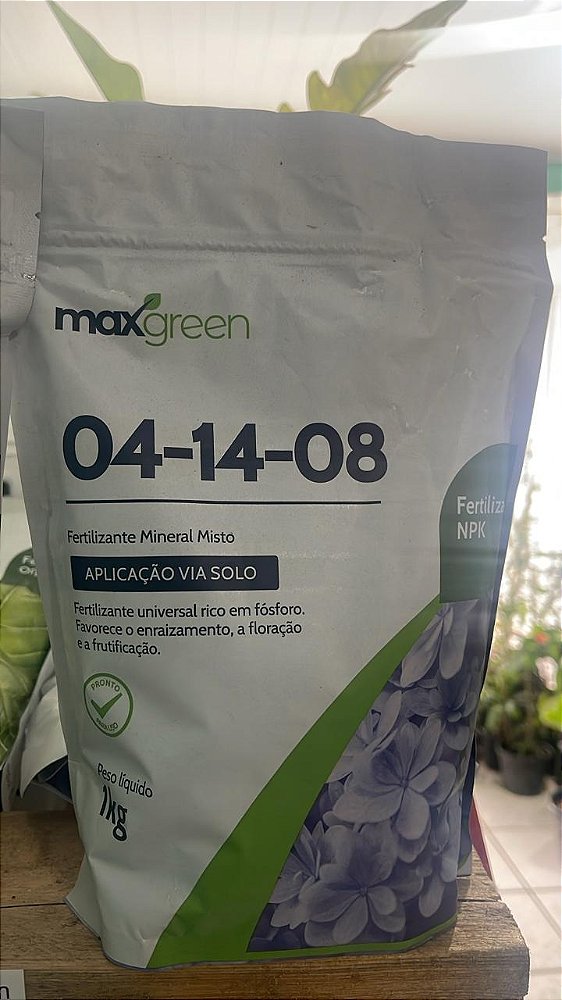 maxgreen
04-14-08
Fertilizante Mineral Misto
APLICAÇÃO VIA SOLO
Fertilizante universal rico em fósforo.
Favorece o enraizamento, a floração
e a frutificação.
PRONTO
Peso líquido
1kg
NPK